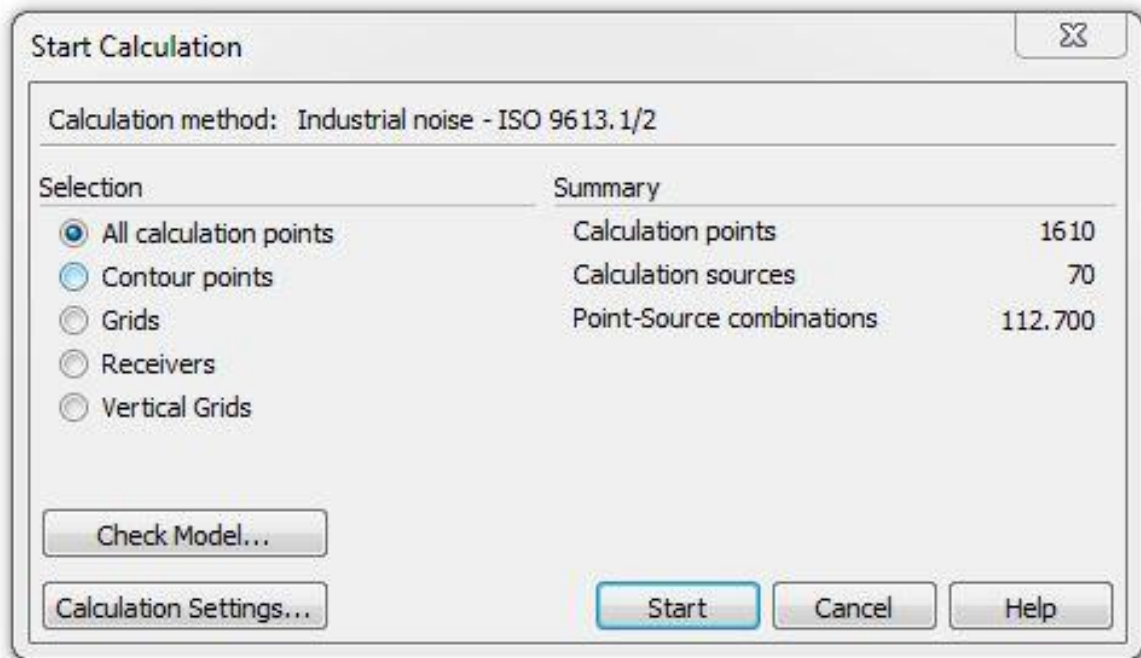 Start Calculation
Calculation method: Industrial noise - ISO 9613.1/2
Selection
All calculation points
Contour points
Grids
Receivers
Vertical Grids
Summary
Calculation points 1610
Calculation sources 70
Point-Source combinations 112.700
Check Model...
Calculation Settings...
Start
Cancel
Help